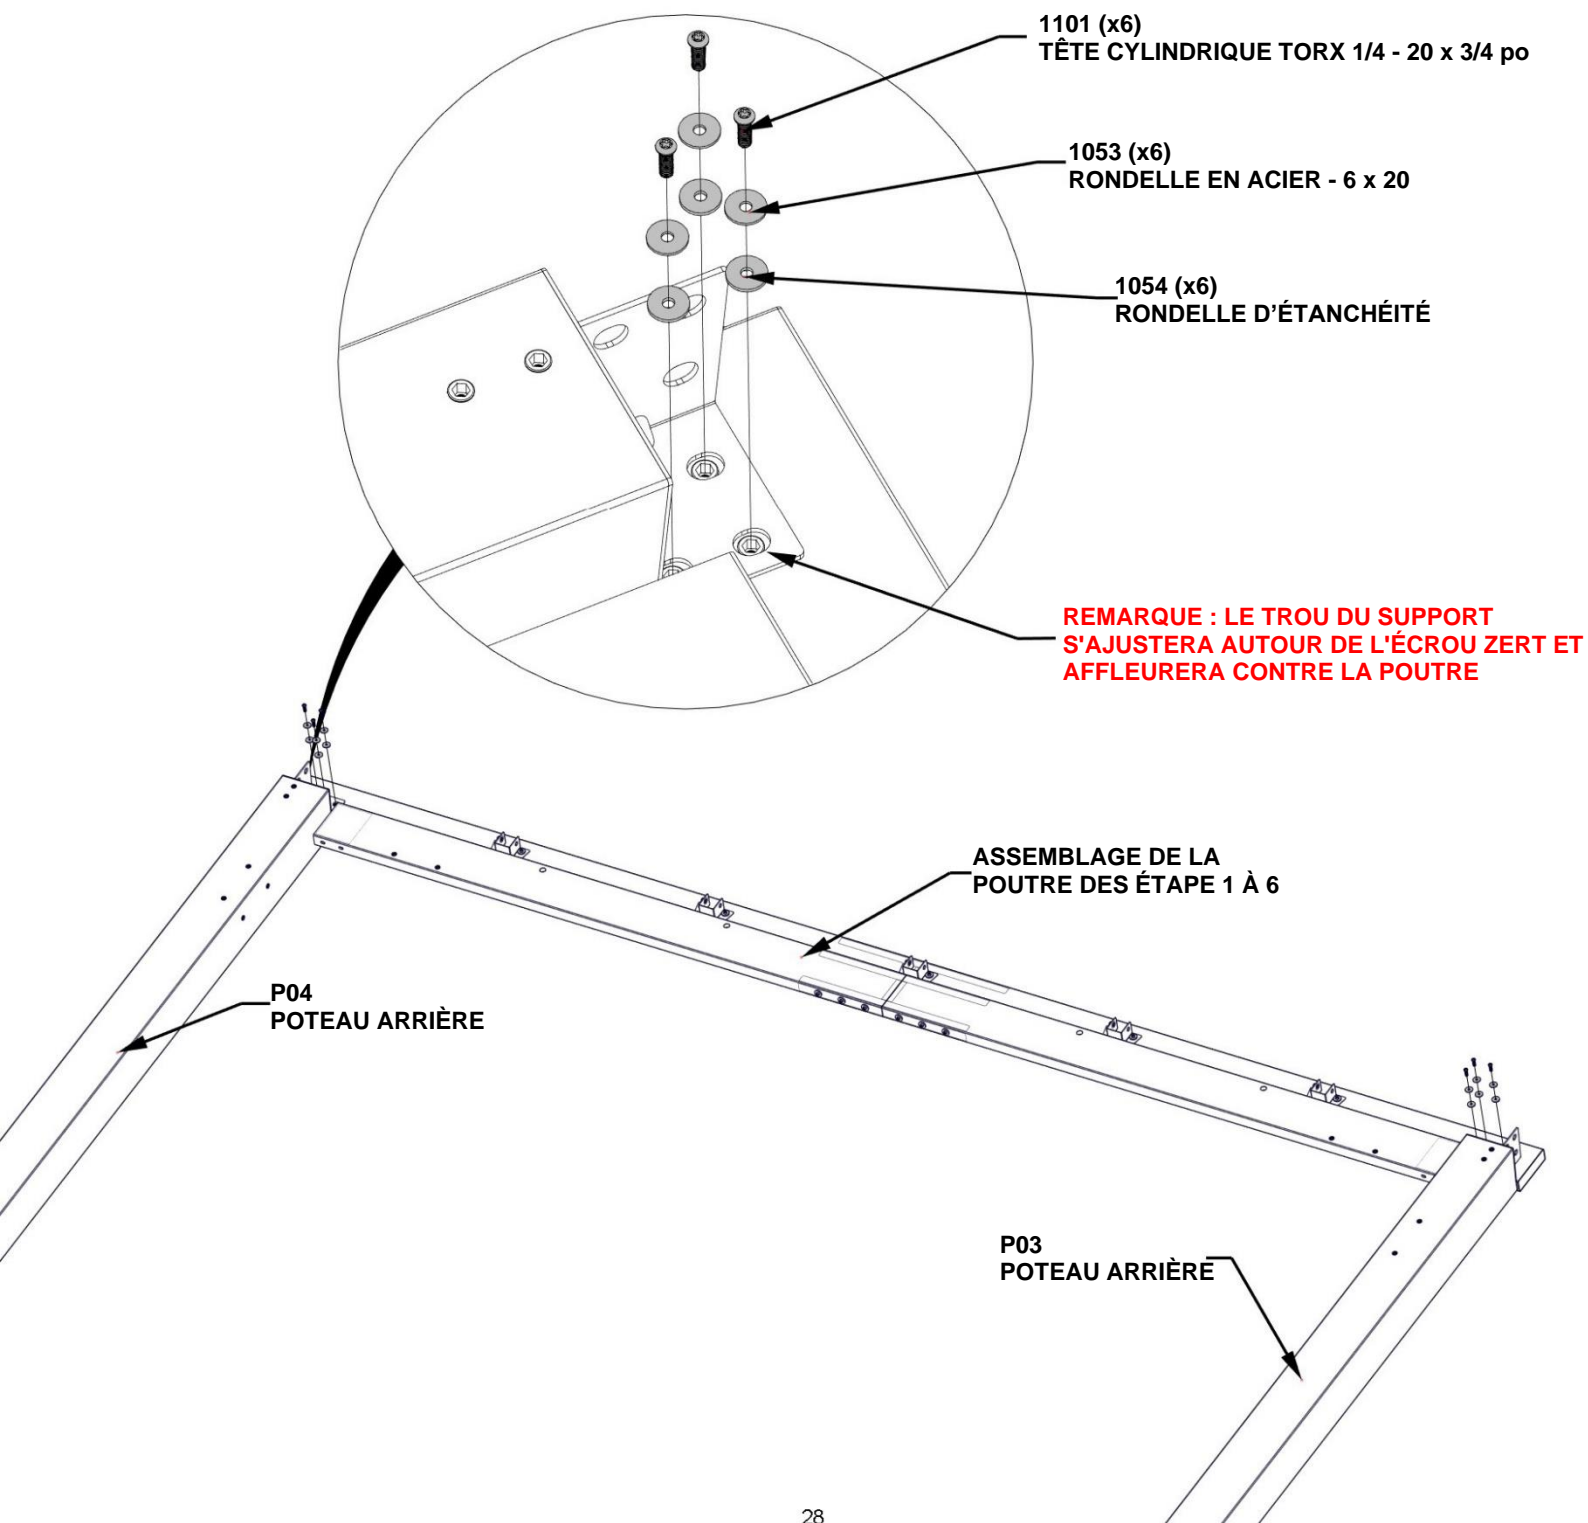 1101 (x6)
TÊTE CYLINDRIQUE TORX 1/4 - 20 x 3/4 po
1053 (x6)
RONDELLE EN ACIER - 6 x 20
1054 (x6)
RONDELLE D'ÉTANCHÉITÉ
REMARQUE : LE TROU DU SUPPORT
S'AJUSTERA AUTOUR DE L'ÉCROU ZERT ET
AFFLEURERA CONTRE LA POUTRE
ASSEMBLAGE DE LA
POUTRE DES ÉTAPE 1 À 6
P04
POTEAU ARRIÈRE
P03
POTEAU ARRIÈRE
28